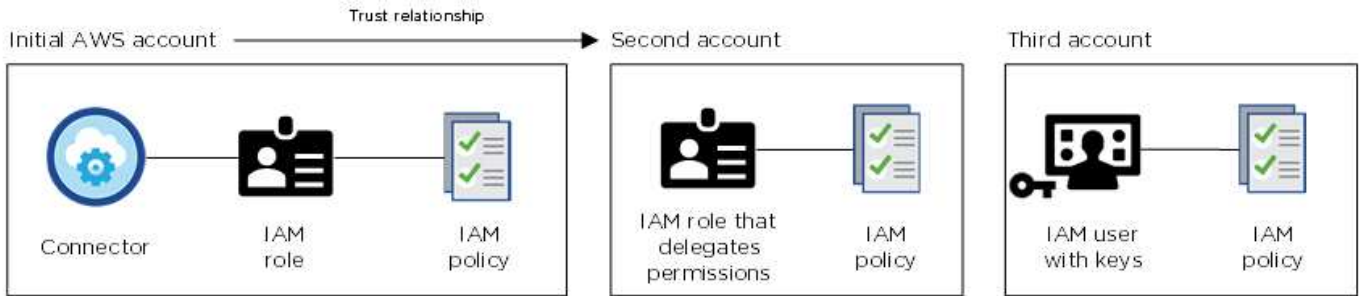 Trust relationship
Initial AWS account
Second account
Third account
Connector
IAM
role
IAM
policy
IAM role that
delegates
permissions
IAM
policy
IAM user
with keys
IAM
policy